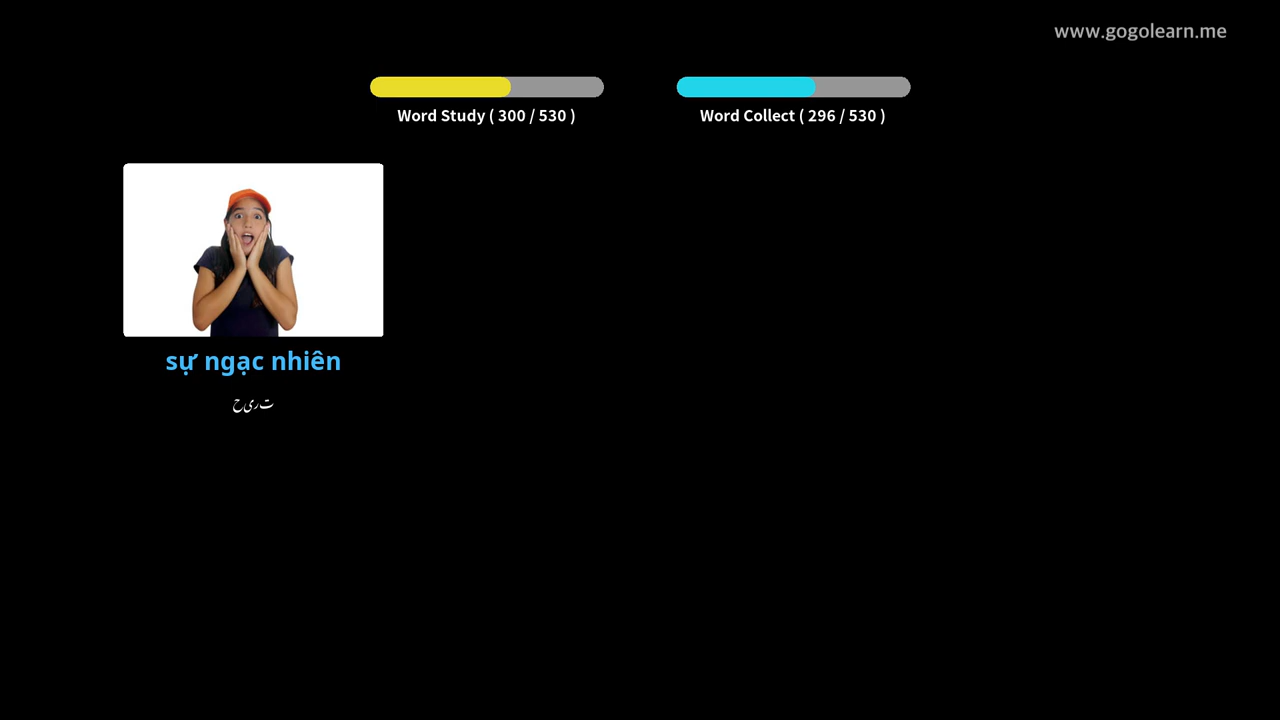 www.gogolearn.me
Word Study ( 300 / 530 )
Word Collect ( 296 / 530 )
sự ngạc nhiên
حیرت